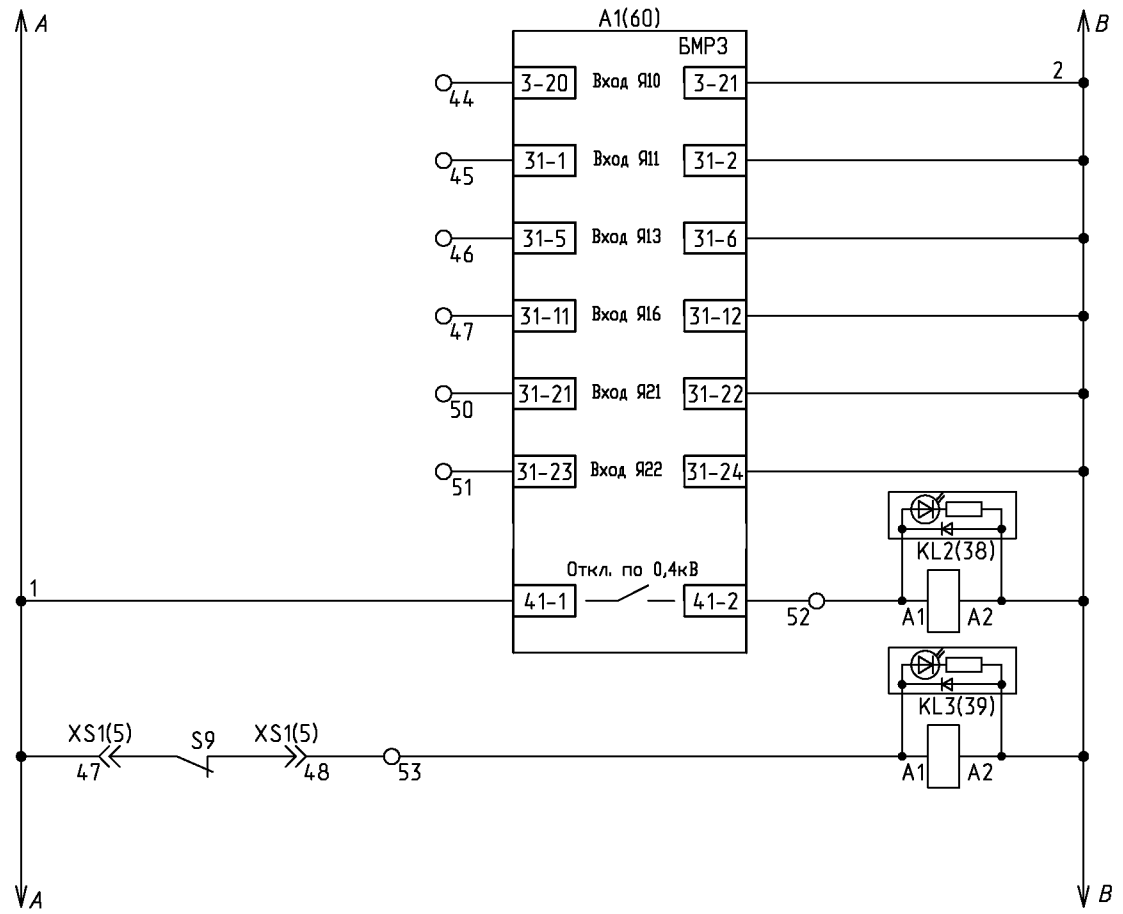 A
A1(60)
B
БМРЗ
2
3-20 Вход Я10 3-21
44
31-1 Вход Я11 31-2
45
31-5 Вход Я13 31-6
46
31-11 Вход Я16 31-12
47
31-21 Вход Я21 31-22
50
31-23 Вход Я22 31-24
51
KL2(38)
Откл. по 0,4кВ
1
41-1 41-2
52
A1 A2
KL3(39)
XS1(5) S9 XS1(5)
47 48 53
A1 A2
A
B